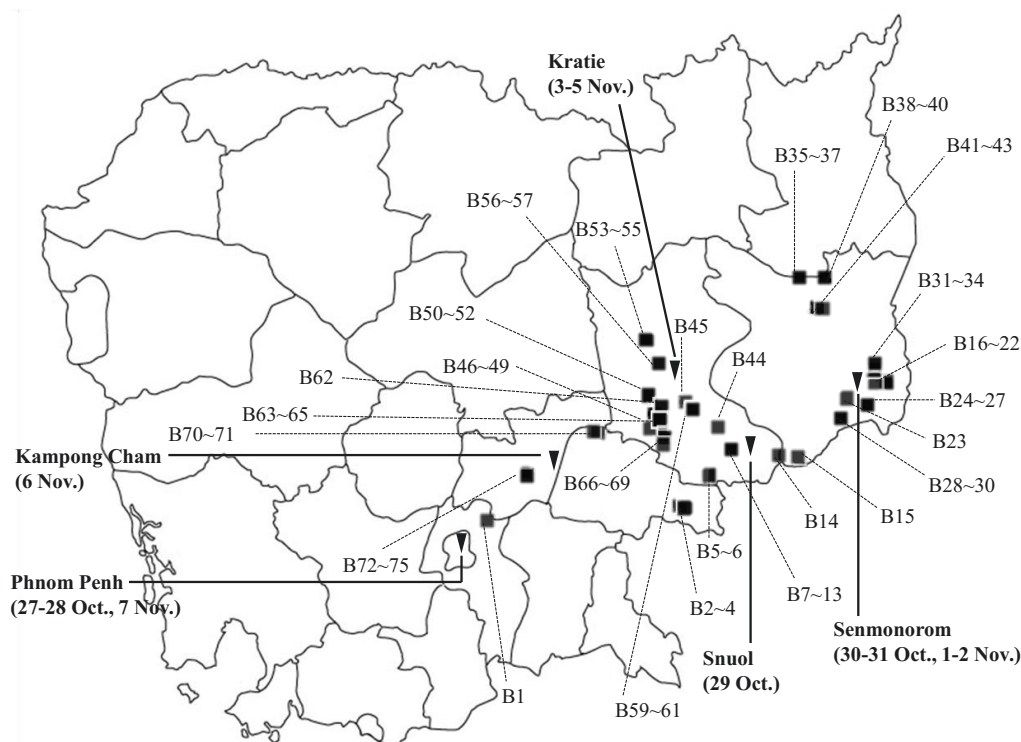 Kratie
(3-5 Nov.)
B38~40
B41~43
B35~37
B56~57
B53~55
B31~34
B50~52
B45
B16~22
B46~49
B44
B62
B24~27
B63~65
B23
B70~71
Kampong Cham
(6 Nov.)
B66~69
B28~30
B14
B15
B5~6
B72~75
Phnom Penh
(27-28 Oct., 7 Nov.)
B2~4
B7~13
Senmonorom
(30-31 Oct., 1-2 Nov.)
Snuol
(29 Oct.)
B1
B59~61